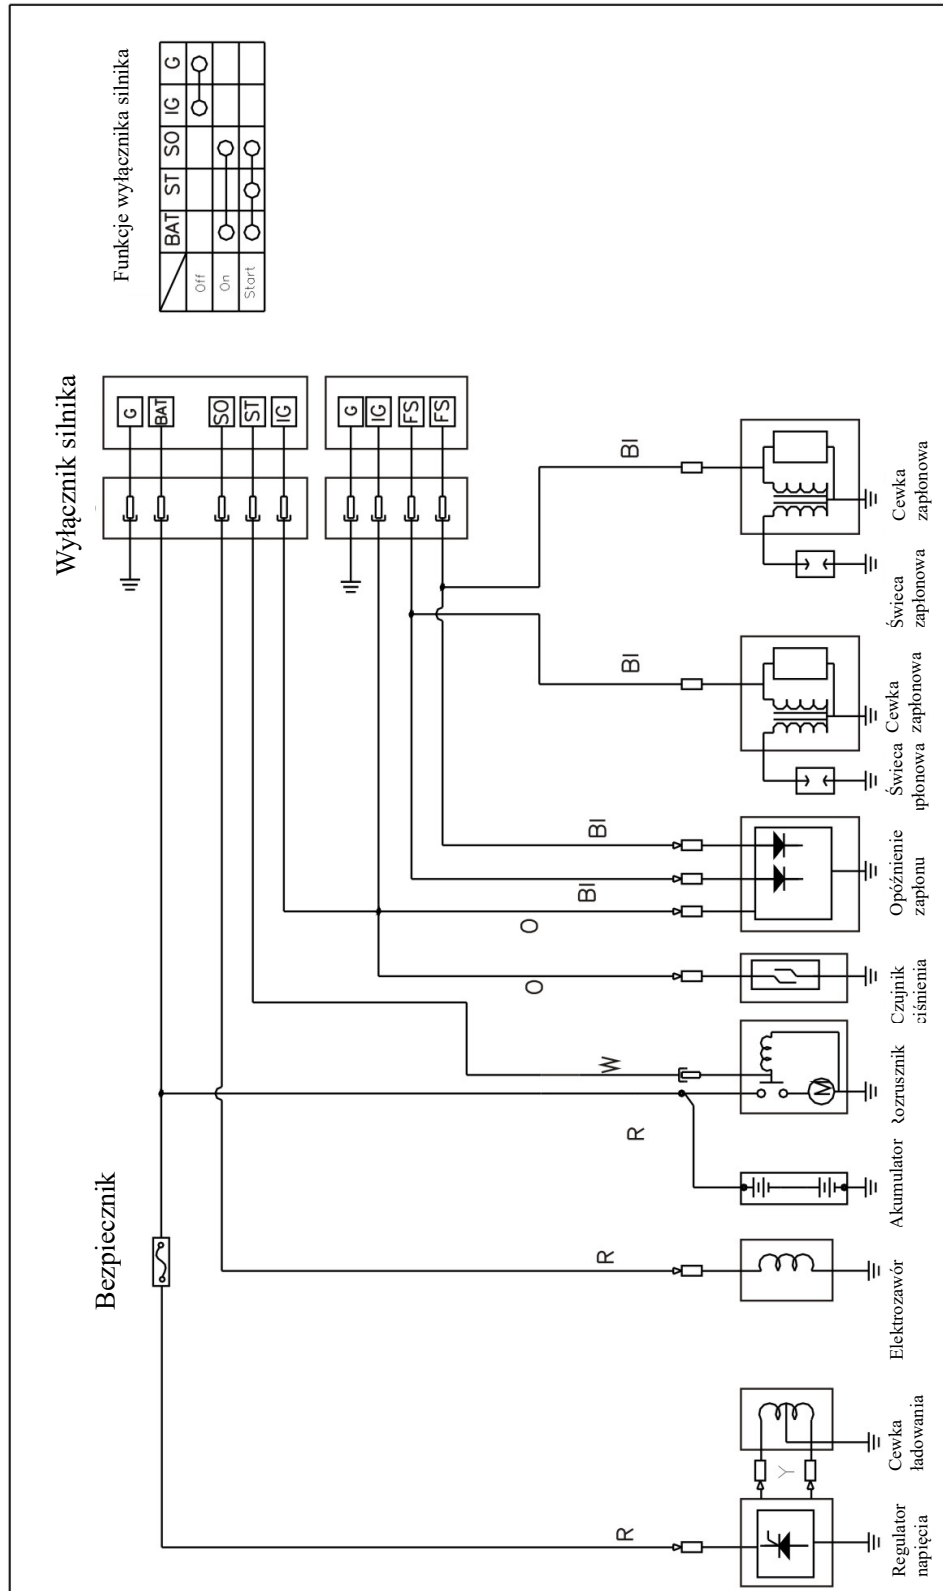 Funkcje wyłącznika silnika
BAT ST SO IG G
Off
On
Start
Wyłącznik silnika
G
BAT
SO
ST
IG
G
IG
FS
FS
Bezpiecznik
R
R
R
W
O
O
Bl
Bl
Bl
Bl
Y
M
Regulator
napięcia
Cewka
ładowania
Elektrozawór
Akumulator
ozrusznik
Czujnik
ciśnienia
Opóźnienie
zapłonu
Świeca
płonowa
Cewka
zapłonowa
Świeca
zapłonowa
Cewka
zapłonowa